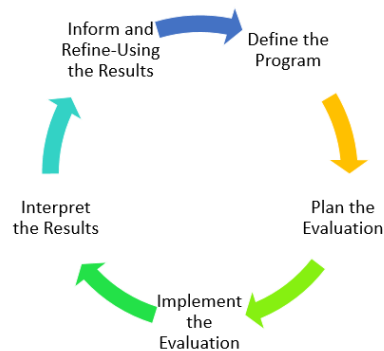 Inform and
Refine-Using
the Results
Define the
Program
Plan the
Evaluation
Implement
the
Evaluation
Interpret
the Results